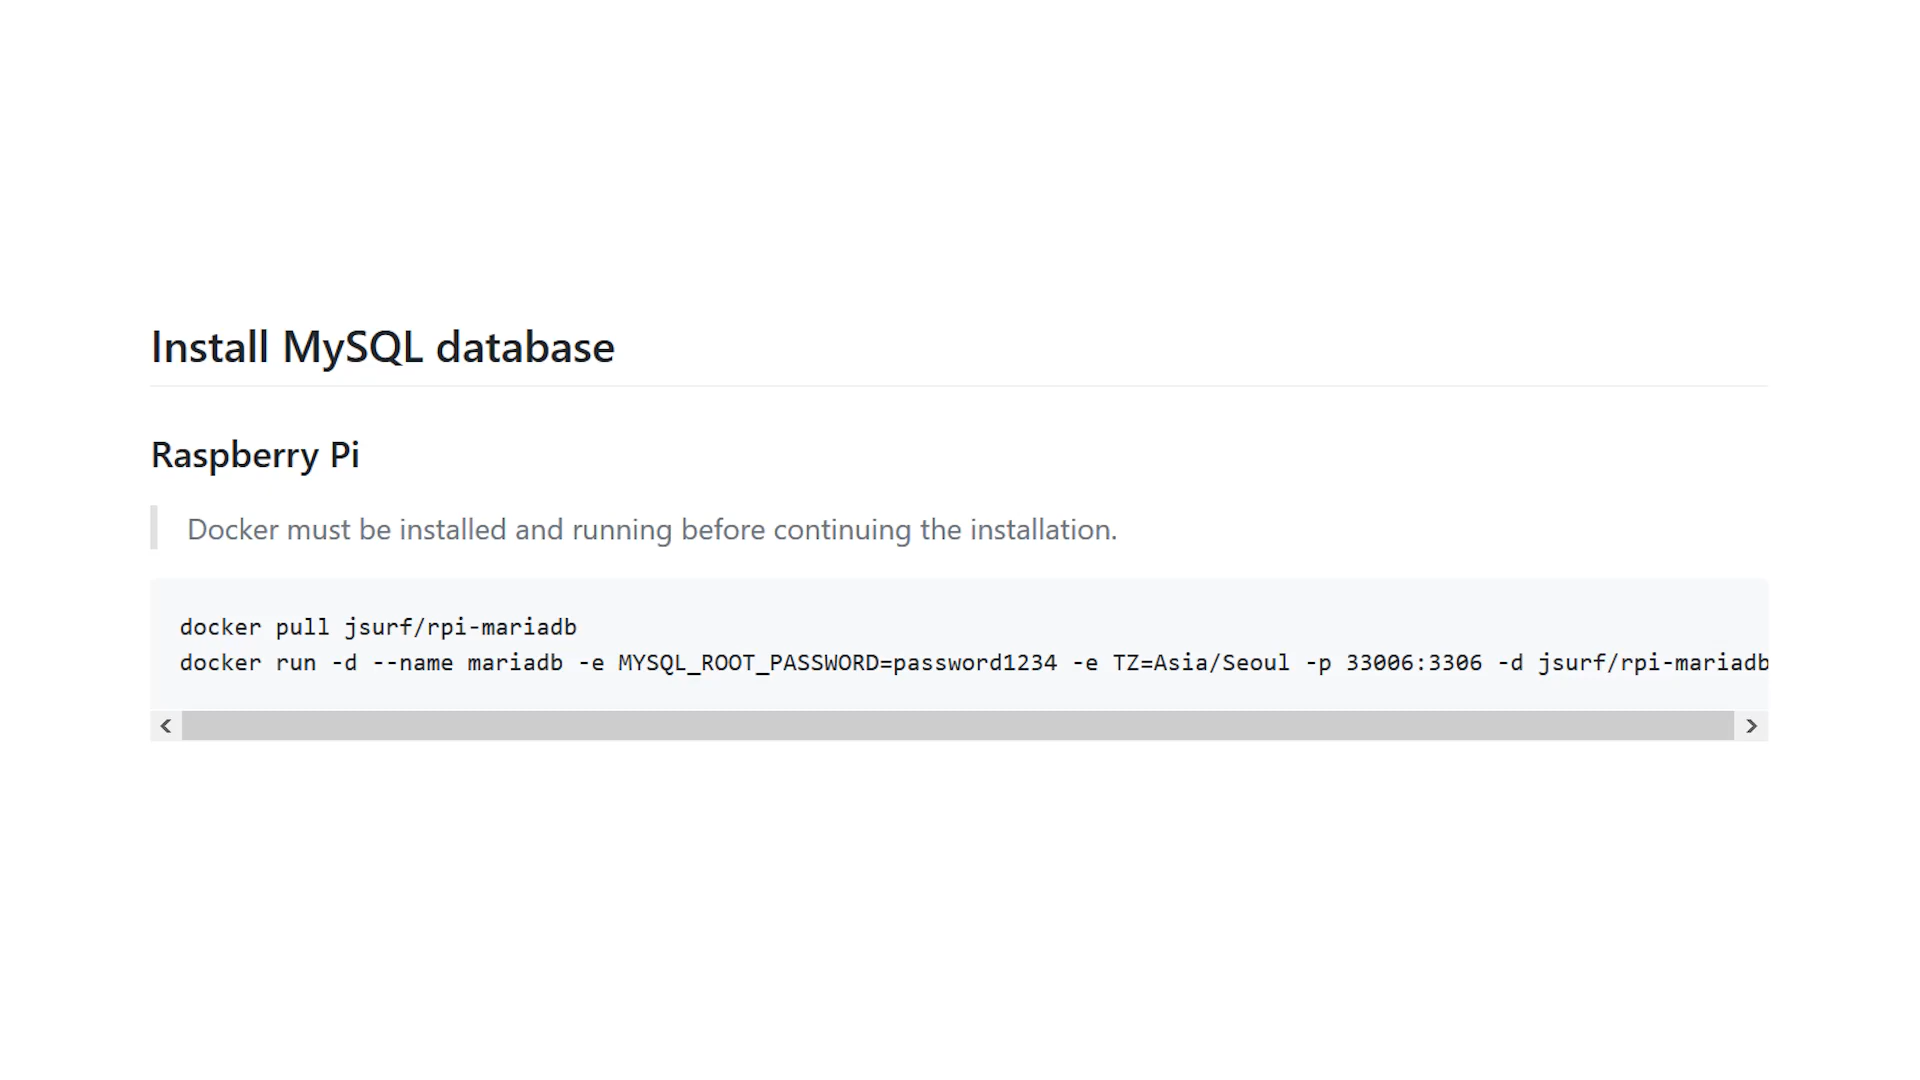 Install MySQL database
Raspberry Pi
Docker must be installed and running before continuing the installation.
docker pull jsurf/rpi-mariadb
docker run -d --name mariadb -e MYSQL_ROOT_PASSWORD=password1234 -e TZ=Asia/Seoul -p 33006:3306 -d jsurf/rpi-mariadb